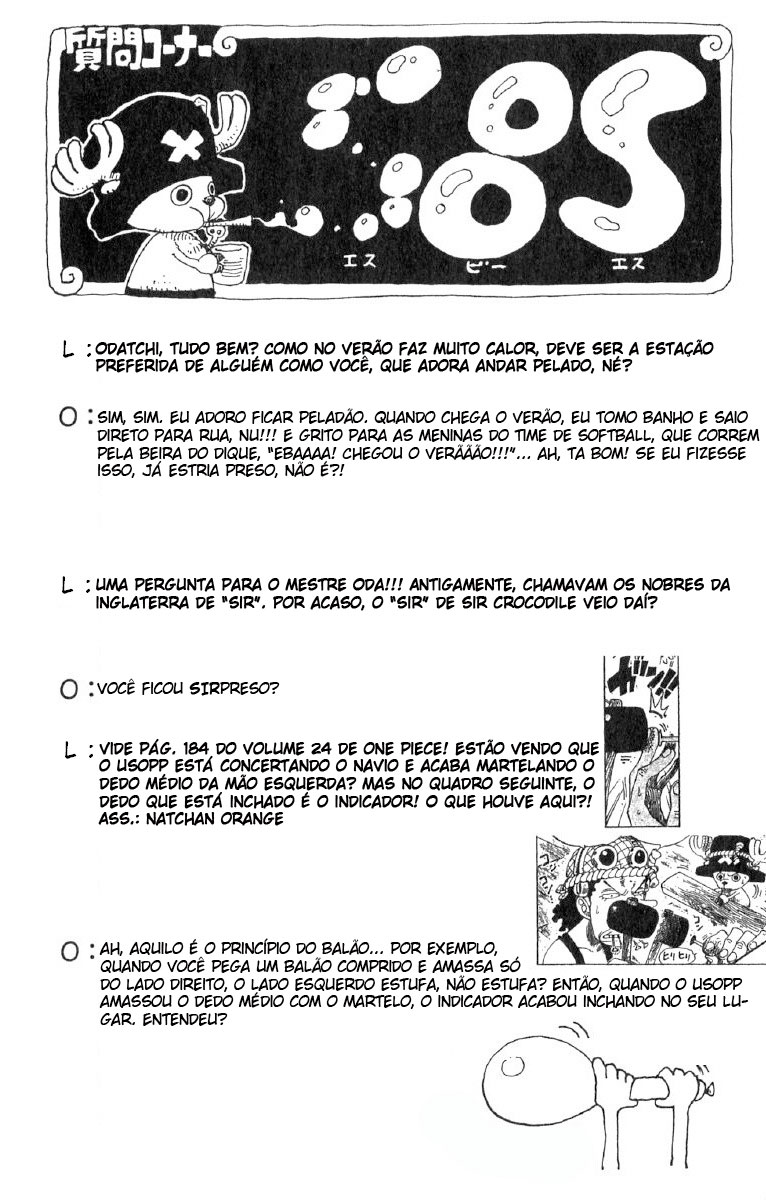 質問コーナー
SBS
エス ビー エス
L : ODATCHI, TUDO BEM? COMO NO VERÃO FAZ MUITO CALOR, DEVE SER A ESTAÇÃO
PREFERIDA DE ALGUÉM COMO VOCÊ, QUE ADORA ANDAR PELADO, NÉ?
O : SIM, SIM. EU ADORO FICAR PELADÃO. QUANDO CHEGA O VERÃO, EU TOMO BANHO E SAIO
DIRETO PARA RUA, NU!!! E GRITO PARA AS MENINAS DO TIME DE SOFTBALL, QUE CORREM
PELA BEIRA DO DIQUE, "EBAAAA! CHEGOU O VERÃÃÃO!!!"... AH, TA BOM! SE EU FIZESSE
ISSO, JÁ ESTRIA PRESO, NÃO É?!
L : UMA PERGUNTA PARA O MESTRE ODA!!! ANTIGAMENTE, CHAMAVAM OS NOBRES DA
INGLATERRA DE "SIR". POR ACASO, O "SIR" DE SIR CROCODILE VEIO DAÍ?
O : VOCÊ FICOU SIRPRESO?
L : VIDE PÁG. 184 DO VOLUME 24 DE ONE PIECE! ESTÃO VENDO QUE
O USOPP ESTÁ CONCERTANDO O NAVIO E ACABA MARTELANDO O
DEDO MÉDIO DA MÃO ESQUERDA? MAS NO QUADRO SEGUINTE, O
DEDO QUE ESTÁ INCHADO É O INDICADOR! O QUE HOUVE AQUI?!
ASS.: NATCHAN ORANGE
ヒリヒリ
O : AH, AQUILO É O PRINCÍPIO DO BALÃO... POR EXEMPLO,
QUANDO VOCÊ PEGA UM BALÃO COMPRIDO E AMASSA SÓ
DO LADO DIREITO, O LADO ESQUERDO ESTUFA, NÃO ESTUFA? ENTÃO, QUANDO O USOPP
AMASSOU O DEDO MÉDIO COM O MARTELO, O INDICADOR ACABOU INCHANDO NO SEU LU-
GAR. ENTENDEU?